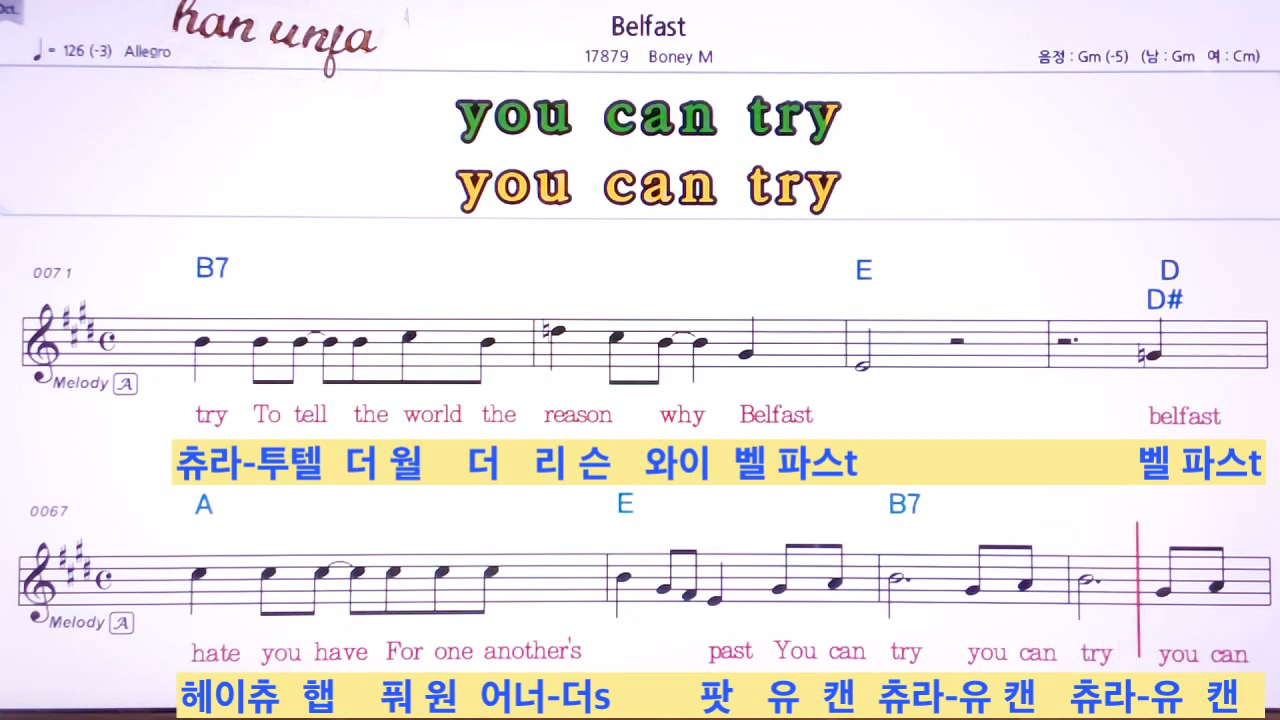 Oct.
han unja
Belfast
♩= 126 (-3) Allegro
17879 Boney M
음정 : Gm (-5) (남 : Gm 여 : Cm)
you can try
you can try
0071
B7 E D
D#
Melody A
try To tell the world the reason why Belfast belfast
츄라-투텔 더 월 더 리 슨 와이 벨 파스t 벨 파스t
0067
A E B7
Melody A
hate you have For one another's past You can try you can try you can
헤이츄 햅 풔 원 어너-더s 팟 유 캔 츄라-유 캔 츄라-유 캔